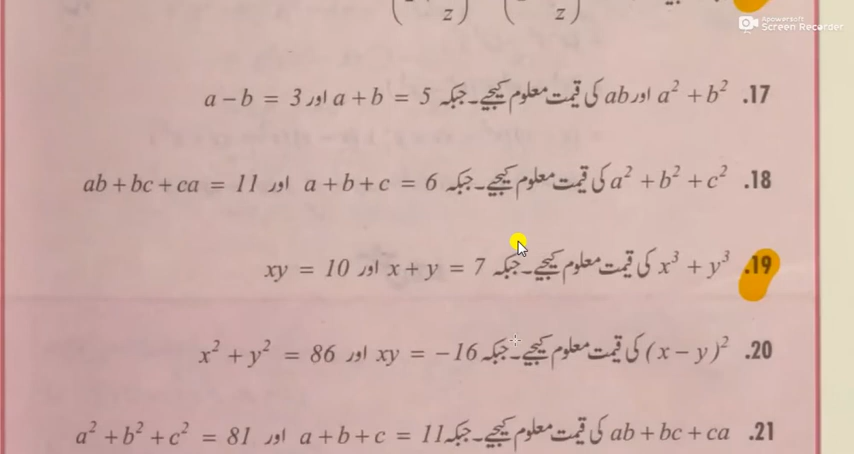 z z
Apowersoft
Screen Recorder
.17 a² + b² اور ab کی قیمت معلوم کیجیے۔ جبکہ a + b = 5 اور a − b = 3
.18 a² + b² + c² کی قیمت معلوم کیجیے۔ جبکہ a + b + c = 6 اور ab + bc + ca = 11
.19 x³ + y³ کی قیمت معلوم کیجیے۔ جبکہ x + y = 7 اور xy = 10
.20 (x − y)² کی قیمت معلوم کیجیے۔ جبکہ xy = −16 اور x² + y² = 86
.21 ab + bc + ca کی قیمت معلوم کیجیے۔ جبکہ a + b + c = 11 اور a² + b² + c² = 81